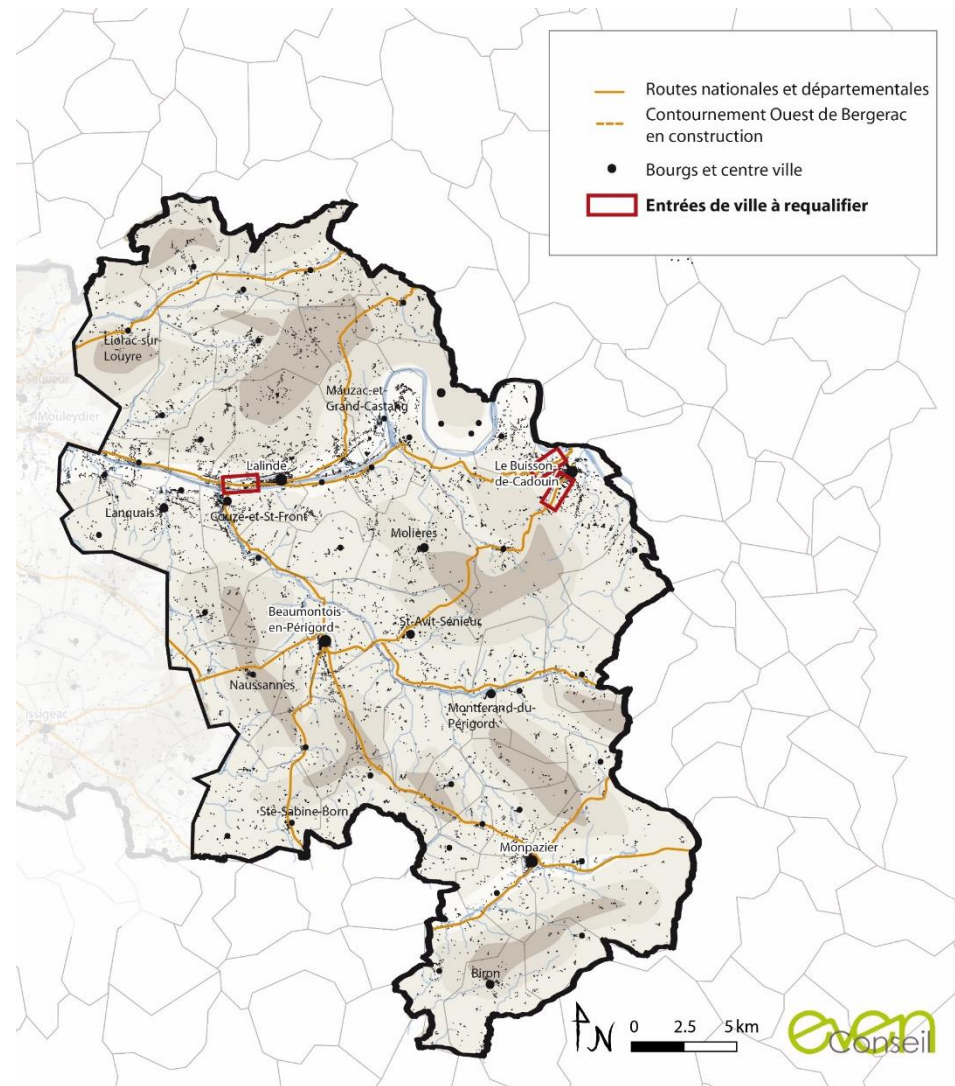 Routes nationales et départementales
Contournement Ouest de Bergerac
en construction
Bourgs et centre ville
Entrées de ville à requalifier
Liorac-sur-
Louyre
Sauveur
Mouleydier
Mauzac-et-
Grand-Castang
Lalinde
Le Buisson-
de-Cadouin
Lanquais
Couze-et-St-Front
Molières
Beaumontois-
en-Périgord
St-Avit-Sénieur
Naussannes
Issigeac
Montferand-du-
Périgord
Ste-Sabine-Born
Monpazier
Biron
N
0 2.5 5 km
even
Conseil